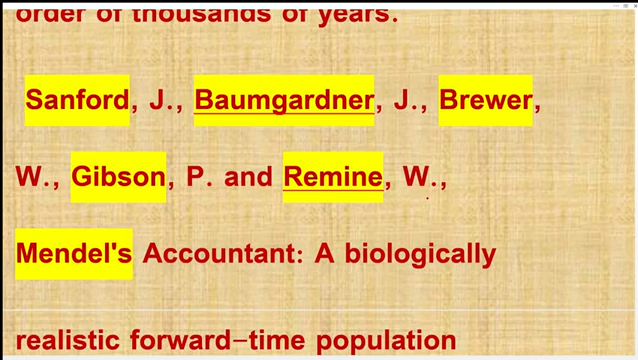 order of thousands of years.
Sanford, J., Baumgardner, J., Brewer,
W., Gibson, P. and Remine, W.,
Mendel's Accountant: A biologically
realistic forward-time population